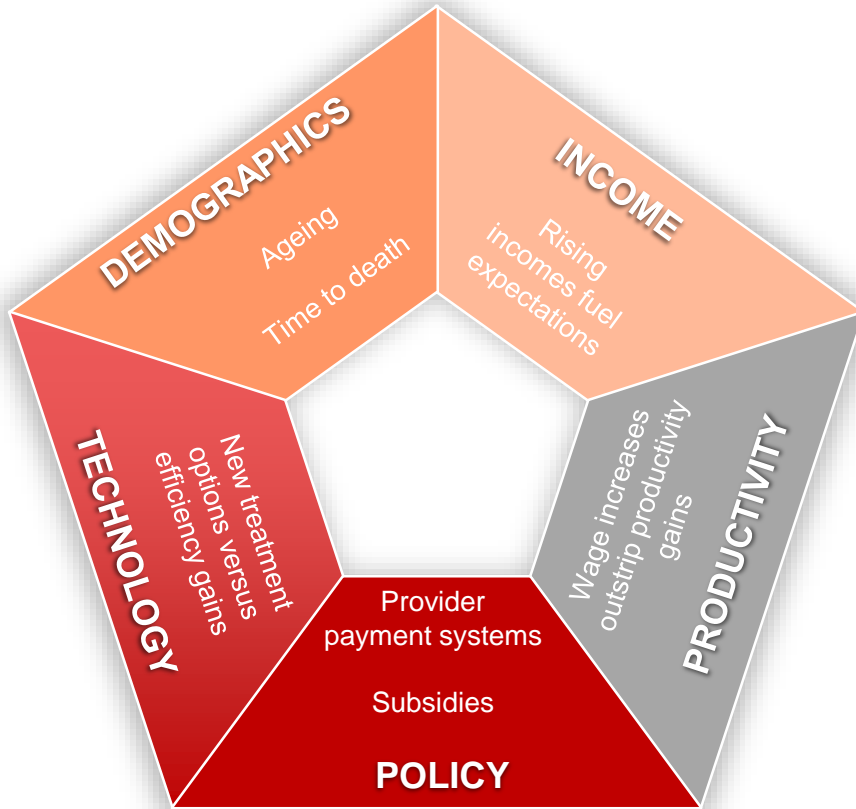 DEMOGRAPHICS
Ageing
Time to death
INCOME
Rising
incomes fuel
expectations
TECHNOLOGY
New treatment
options versus
efficiency gains
PRODUCTIVITY
Wage increases
outstrip productivity
gains
Provider
payment systems
Subsidies
POLICY